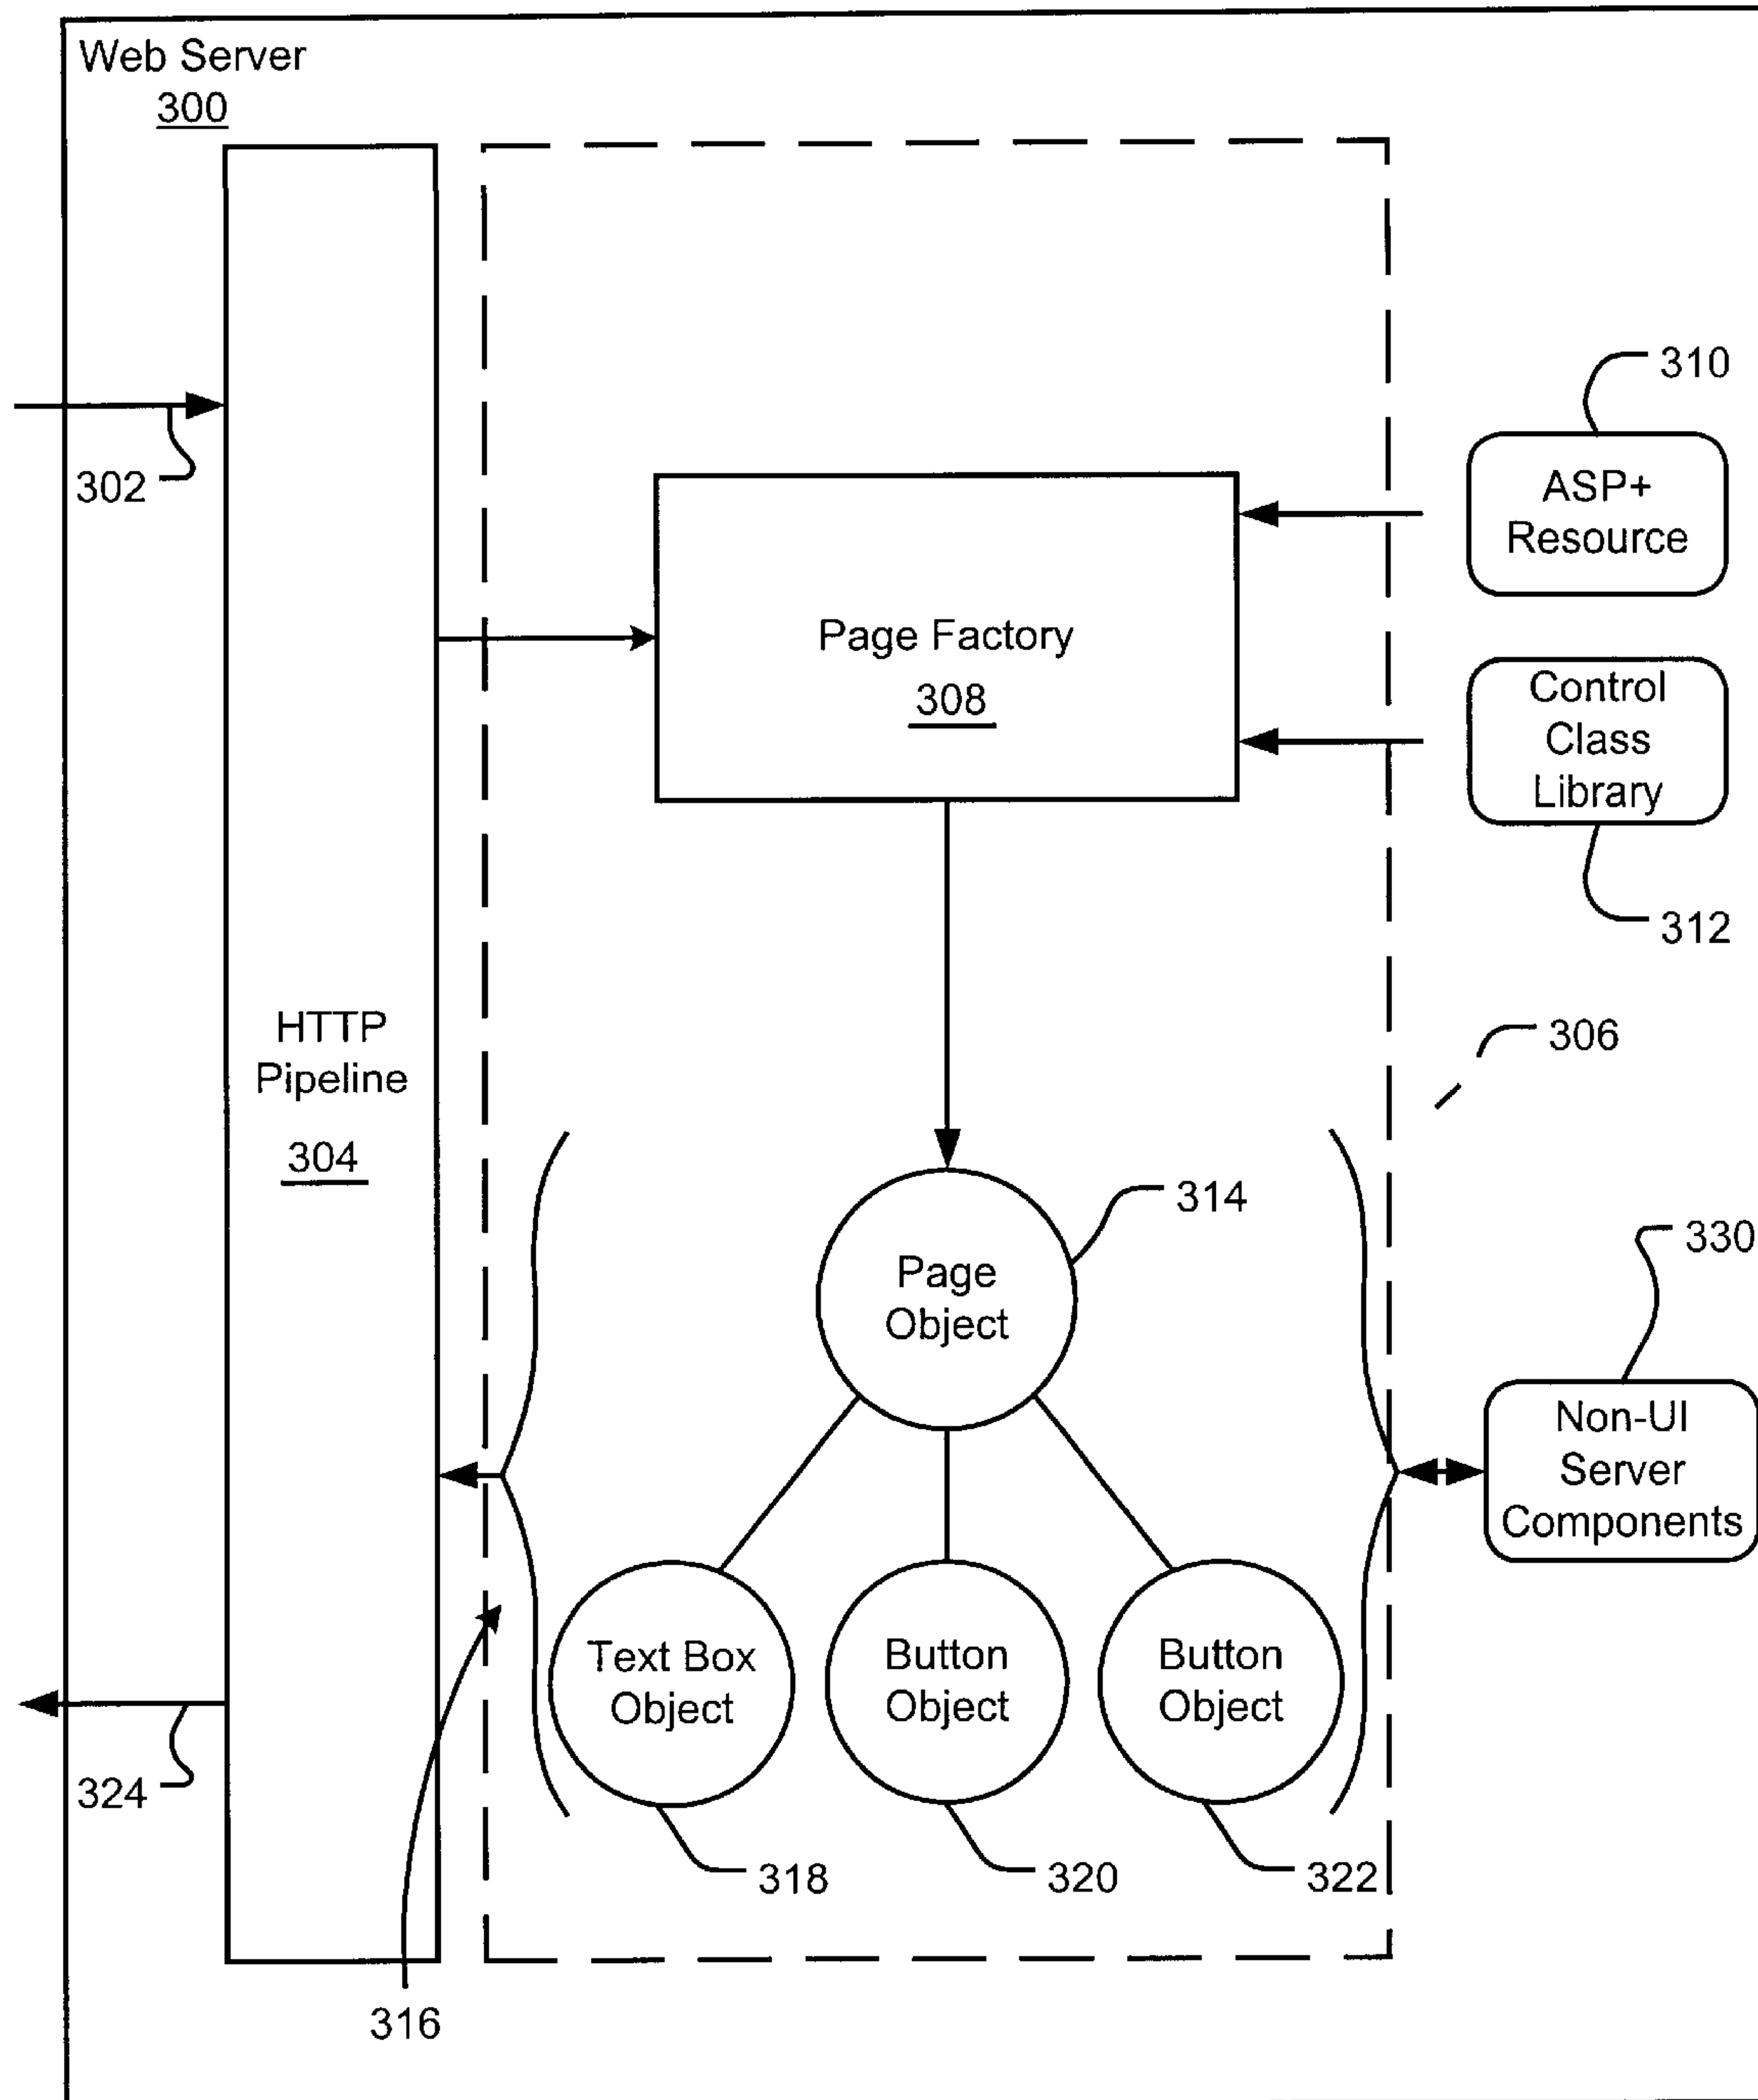 Web Server
300
310
302
ASP+
Resource
Page Factory
308
Control
Class
Library
312
HTTP
Pipeline
304
306
314
330
Page
Object
Non-UI
Server
Components
Text Box
Object
Button
Object
Button
Object
324
318
320
322
316